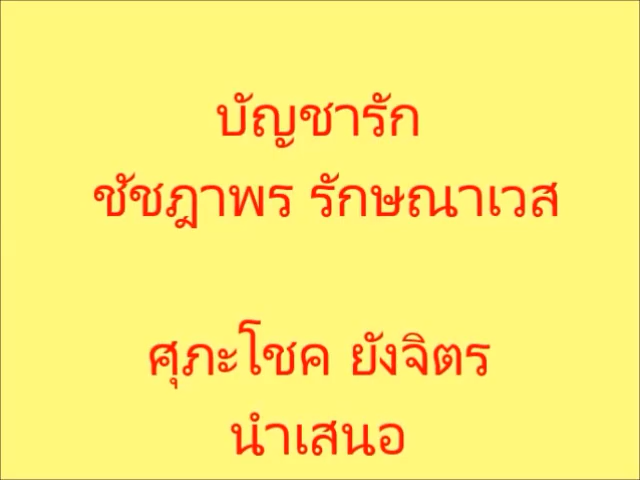 บัญชารัก
ชัชฎาพร รักษณาเวส
ศุภะโชค ยังจิตร
นำเสนอ